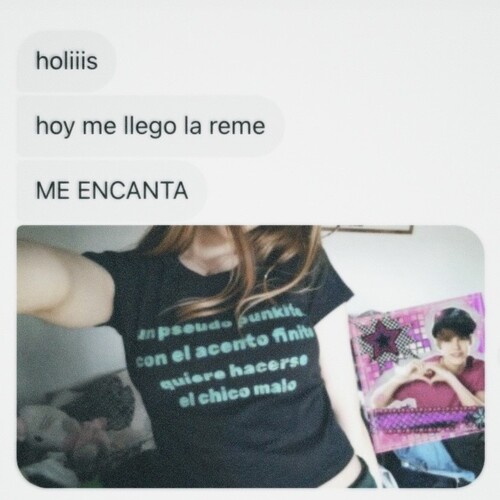 holiiis
hoy me llego la reme
ME ENCANTA
un pseudo punkito
con el acento finito
quiere hacerse
el chico malo